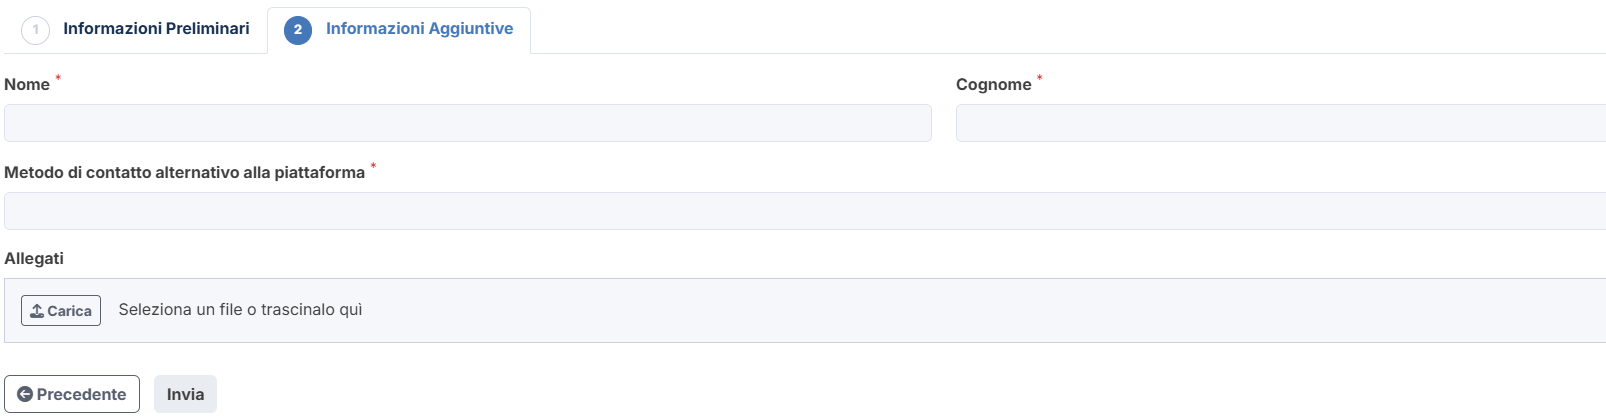 1 Informazioni Preliminari 2 Informazioni Aggiuntive
Nome * Cognome *
Metodo di contatto alternativo alla piattaforma *
Allegati
Carica Seleziona un file o trascinalo quì
Precedente Invia